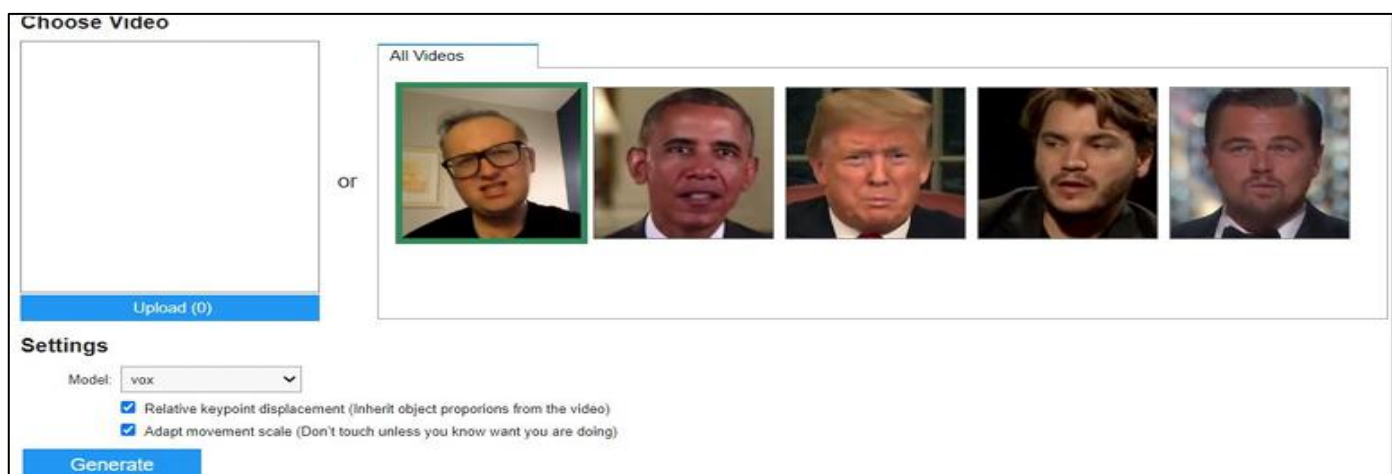 Choose Video
All Videos
or
Upload (0)
Settings
Model: vox
Relative keypoint displacement (Inherit object proporions from the video)
Adapt movement scale (Don't touch unless you know want you are doing)
Generate